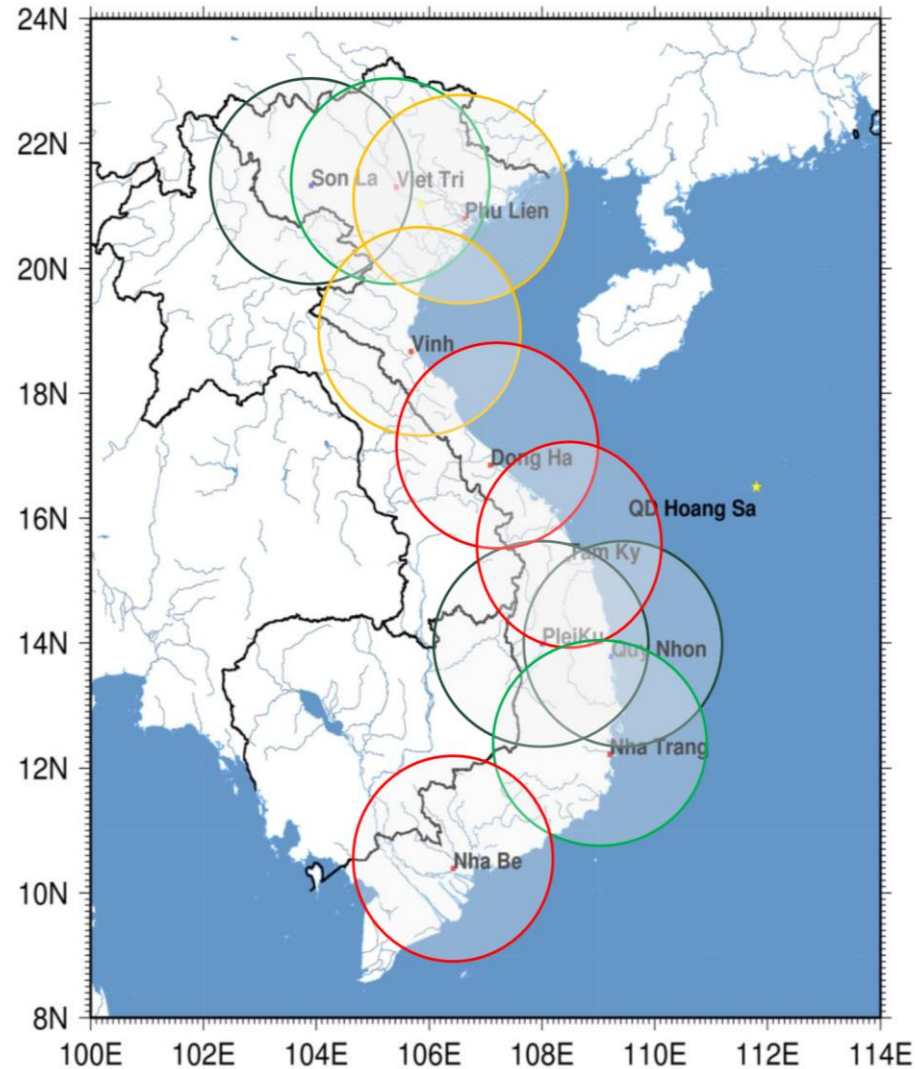 24N
22N
20N
18N
16N
14N
12N
10N
8N
Son La
Viet Tri
Phu Lien
Vinh
Dong Ha
QD Hoang Sa
Tam Ky
PleiKu
Quy Nhon
Nha Trang
Nha Be
100E 102E 104E 106E 108E 110E 112E 114E